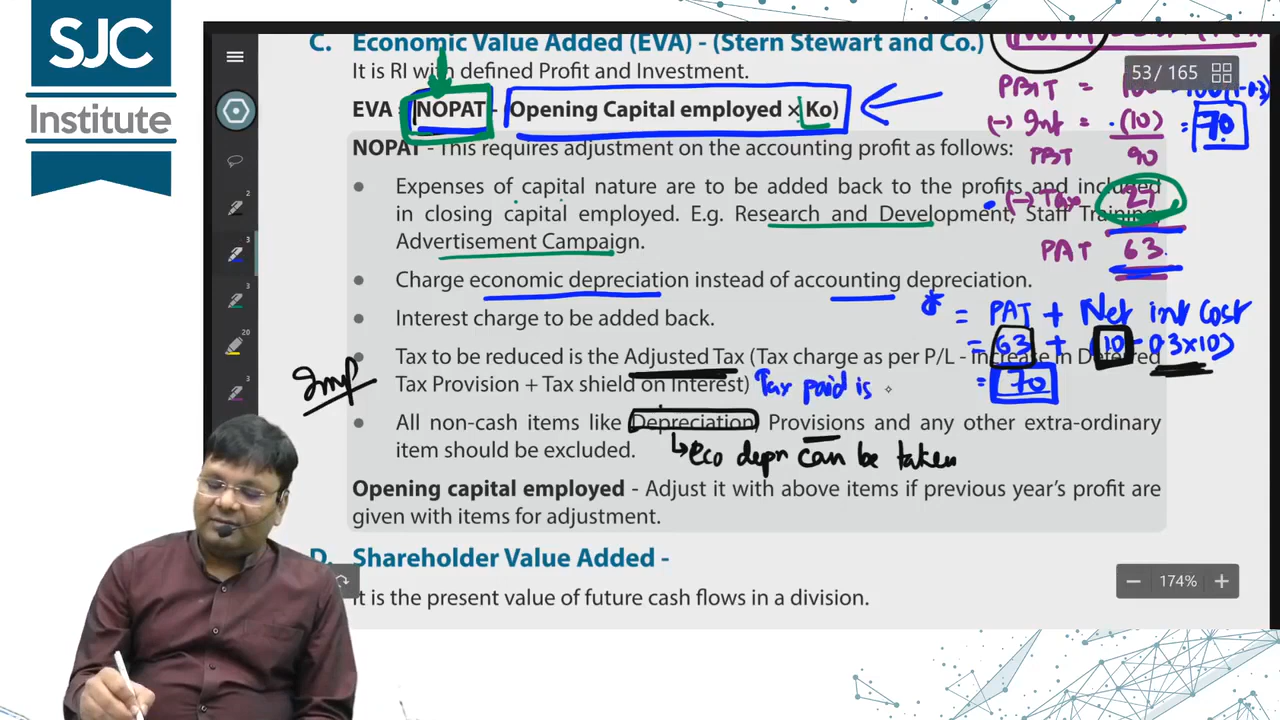 SJC
Institute
C. Economic Value Added (EVA) - (Stern Stewart and Co.)
It is RI with defined Profit and Investment.
EVA = NOPAT - (Opening Capital employed × Ko)
NOPAT - This requires adjustment on the accounting profit as follows:
• Expenses of capital nature are to be added back to the profits and included
in closing capital employed. E.g. Research and Development, Staff Training,
Advertisement Campaign.
• Charge economic depreciation instead of accounting depreciation.
• Interest charge to be added back.
• Tax to be reduced is the Adjusted Tax (Tax charge as per P/L - Increase in Deferred
Tax Provision + Tax shield on Interest)
Tax paid is
Imp
• All non-cash items like Depreciation, Provisions and any other extra-ordinary
item should be excluded.
↳ Eco depn can be taken
Opening capital employed - Adjust it with above items if previous year's profit are
given with items for adjustment.
D. Shareholder Value Added -
It is the present value of future cash flows in a division.
53 / 165
PBIT = 100
(-) Int = (10)
= 70
PBT 90
(-) Tax 27
PAT 63
* = PAT + Net int cost
= 63 + (10 - 0.3×10)
= 70
− 174% +